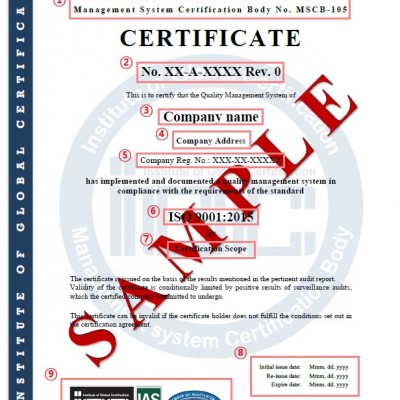 ①
Management System Certification Body No. MSCB-105
CERTIFICATE
②
No. XX-A-XXXX Rev. 0
This is to certify that the Quality Management System of
③
Company name
④
Company Address
⑤
Company Reg. No.: XXX-XX-XXXXX
has implemented and documented a quality management system in
compliance with the requirements of the standard
⑥
ISO 9001:2015
⑦
Certification Scope
The certificate is issued on the basis of the results mentioned in the pertinent audit report.
Validity of the certificate is conditionally limited by positive results of surveillance audits,
which the certified company submitted to undergo.
This certificate can be invalid if the certificate holder does not fulfill the conditions set out in
the certification agreement.
⑧
Initial issue date: Mmm. dd. yyyy
Re-issue date: Mmm. dd. yyyy
Expire date: Mmm. dd. yyyy
⑨
Institute of Global Certification
IAS
SAMPLE
INSTITUTE OF GLOBAL CERTIFICA
Institute of Global Certification
Management System Certification Body